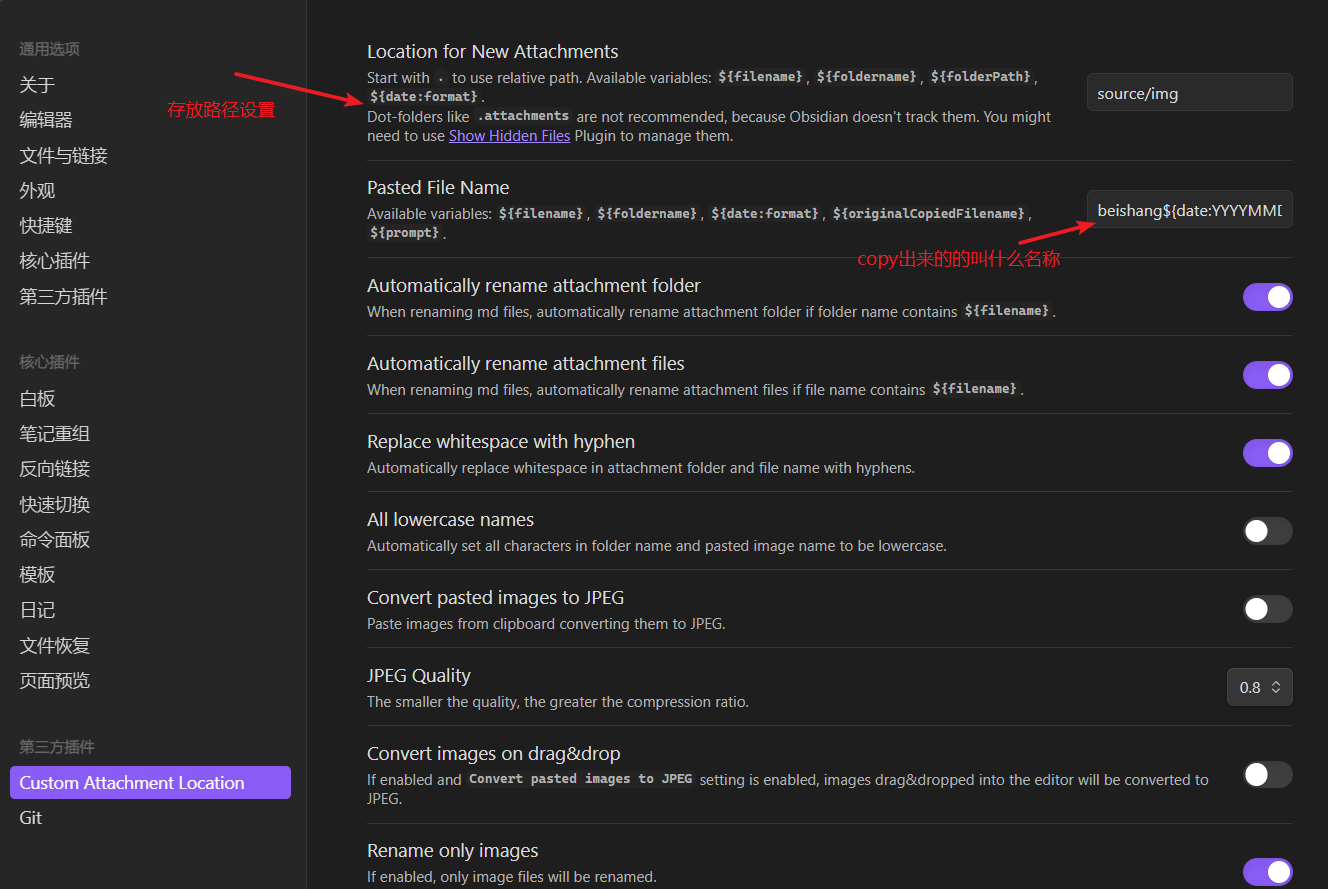 通用选项
关于
编辑器
文件与链接
外观
快捷键
核心插件
第三方插件
核心插件
白板
笔记重组
反向链接
快速切换
命令面板
模板
日记
文件恢复
页面预览
第三方插件
Custom Attachment Location
Git
存放路径设置
Location for New Attachments
Start with . to use relative path. Available variables: ${filename}, ${foldername}, ${folderPath},
${date:format}.
Dot-folders like .attachments are not recommended, because Obsidian doesn't track them. You might
need to use Show Hidden Files Plugin to manage them.
source/img
Pasted File Name
Available variables: ${filename}, ${foldername}, ${date:format}, ${originalCopiedFilename},
${prompt}.
beishang${date:YYYYMMD
copy出来的的叫什么名称
Automatically rename attachment folder
When renaming md files, automatically rename attachment folder if folder name contains ${filename}.
Automatically rename attachment files
When renaming md files, automatically rename attachment files if file name contains ${filename}.
Replace whitespace with hyphen
Automatically replace whitespace in attachment folder and file name with hyphens.
All lowercase names
Automatically set all characters in folder name and pasted image name to be lowercase.
Convert pasted images to JPEG
Paste images from clipboard converting them to JPEG.
JPEG Quality
The smaller the quality, the greater the compression ratio.
0.8
Convert images on drag&drop
If enabled and Convert pasted images to JPEG setting is enabled, images drag&dropped into the editor will be converted to
JPEG.
Rename only images
If enabled, only image files will be renamed.